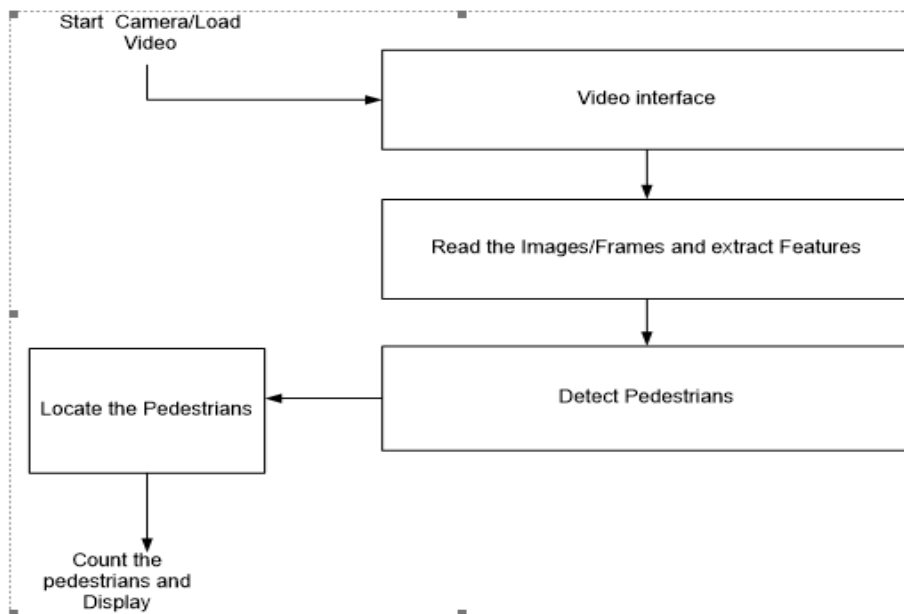 Start Camera/Load
Video
Video interface
Read the Images/Frames and extract Features
Detect Pedestrians
Locate the Pedestrians
Count the
pedestrians and
Display